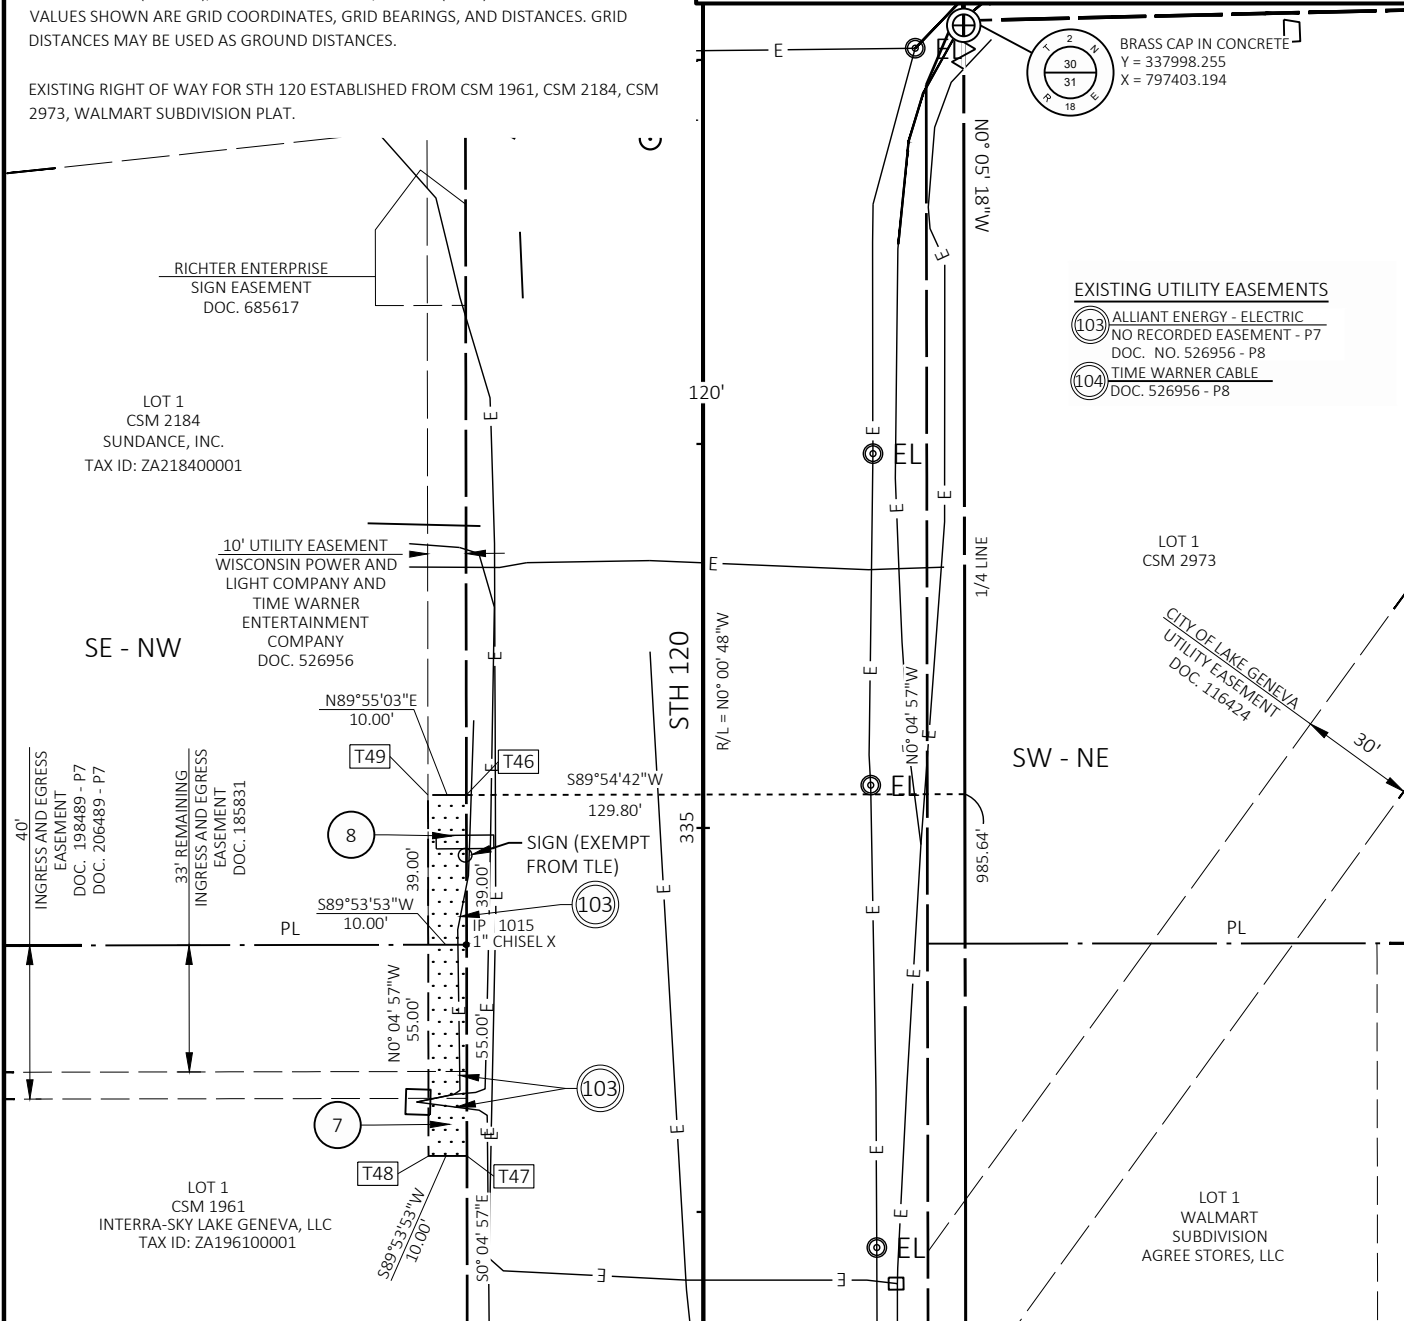 VALUES SHOWN ARE GRID COORDINATES, GRID BEARINGS, AND DISTANCES. GRID
DISTANCES MAY BE USED AS GROUND DISTANCES.
EXISTING RIGHT OF WAY FOR STH 120 ESTABLISHED FROM CSM 1961, CSM 2184, CSM
2973, WALMART SUBDIVISION PLAT.
E
EL
T 2 N
30
31
R 18 E
BRASS CAP IN CONCRETE
Y = 337998.255
X = 797403.194
N0° 05' 18"W
E
RICHTER ENTERPRISE
SIGN EASEMENT
DOC. 685617
EXISTING UTILITY EASEMENTS
103
ALLIANT ENERGY - ELECTRIC
NO RECORDED EASEMENT - P7
DOC. NO. 526956 - P8
104
TIME WARNER CABLE
DOC. 526956 - P8
LOT 1
CSM 2184
SUNDANCE, INC.
TAX ID: ZA218400001
120'
E
E
EL
E
E
10' UTILITY EASEMENT
WISCONSIN POWER AND
LIGHT COMPANY AND
TIME WARNER
ENTERTAINMENT
COMPANY
DOC. 526956
E
1/4 LINE
LOT 1
CSM 2973
SE - NW
E
STH 120
R/L = N0° 00' 48"W
E
N0° 04' 57"W
E
CITY OF LAKE GENEVA
UTILITY EASEMENT
DOC. 116424
30'
SW - NE
N89°55'03"E
10.00'
T49
T46
E
S89°54'42"W
129.80'
EL
335
985.64'
40'
INGRESS AND EGRESS
EASEMENT
DOC. 198489 - P7
DOC. 206489 - P7
33' REMAINING
INGRESS AND EGRESS
EASEMENT
DOC. 185831
8
SIGN (EXEMPT
FROM TLE)
39.00'
39.00'
E
E
E
103
S89°53'53"W
10.00'
IP 1015
1" CHISEL X
PL
PL
E
N0° 04' 57"W
55.00'
E
55.00'
E
103
7
E
E
E
E
T48
T47
S89°53'53"W
10.00'
S0° 04' 57"E
LOT 1
CSM 1961
INTERRA-SKY LAKE GENEVA, LLC
TAX ID: ZA196100001
E
EL
E
E
LOT 1
WALMART
SUBDIVISION
AGREE STORES, LLC